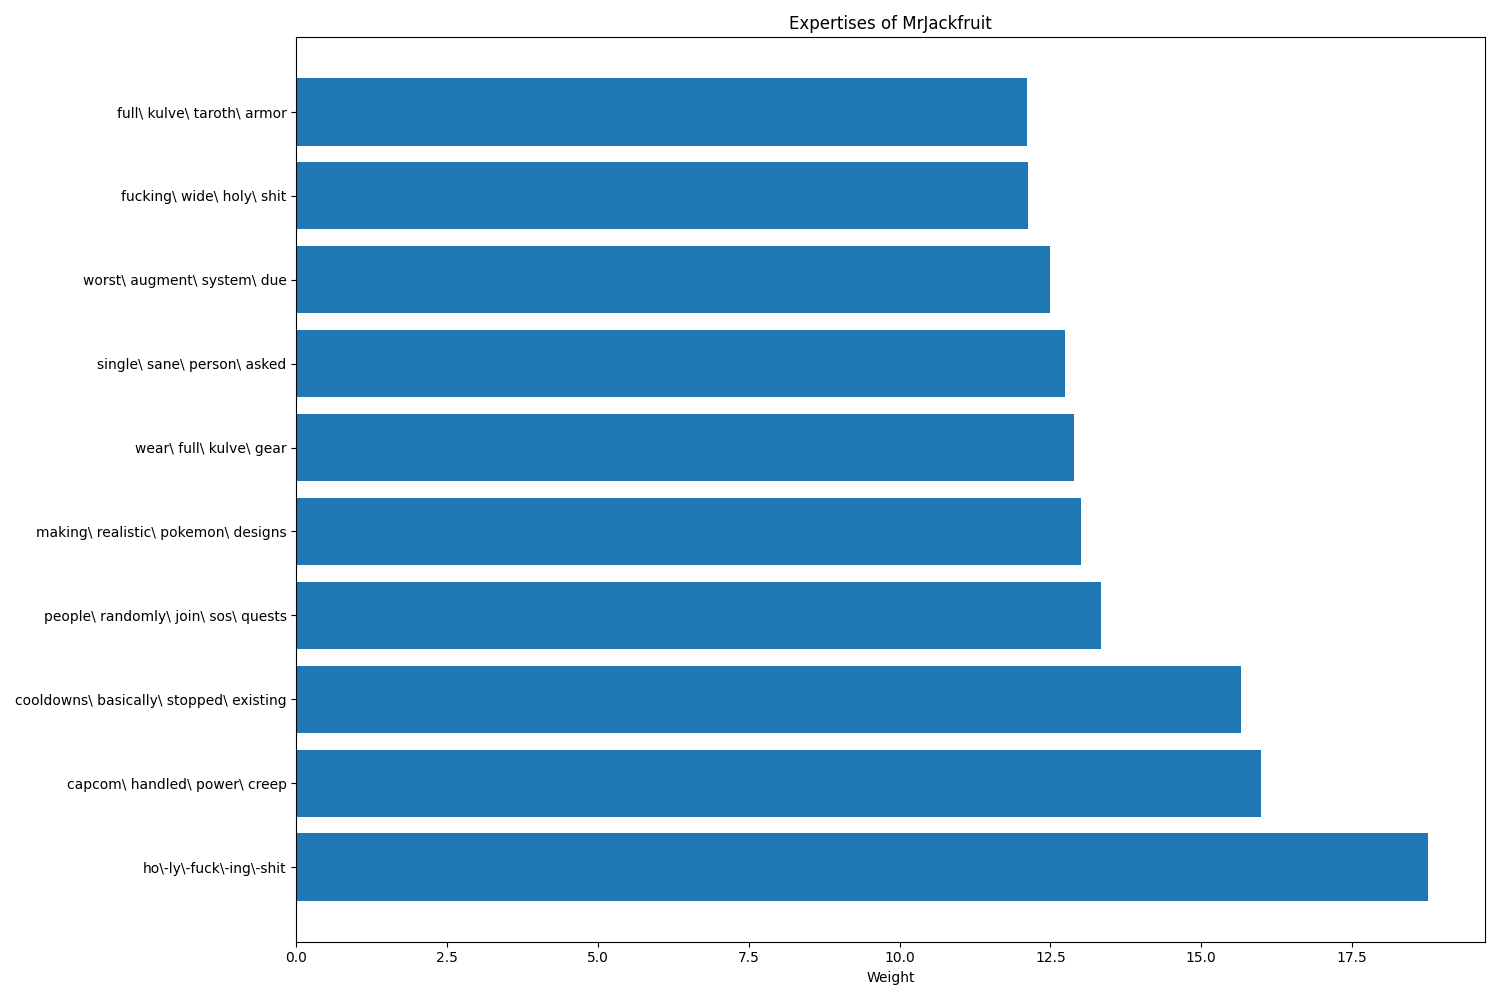 Expertises of MrJackfruit
full\ kulve\ taroth\ armor
fucking\ wide\ holy\ shit
worst\ augment\ system\ due
single\ sane\ person\ asked
wear\ full\ kulve\ gear
making\ realistic\ pokemon\ designs
people\ randomly\ join\ sos\ quests
cooldowns\ basically\ stopped\ existing
capcom\ handled\ power\ creep
ho\-ly\-fuck\-ing\-shit
0.0 2.5 5.0 7.5 10.0 12.5 15.0 17.5
Weight